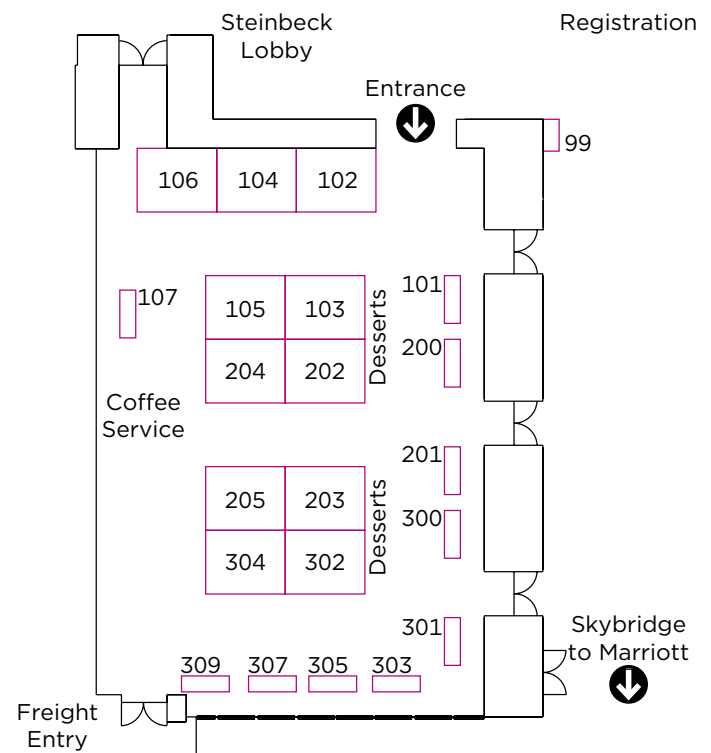 Steinbeck
Lobby
Registration
Entrance
99
106
104
102
107
105
103
101
Desserts
204
202
200
Coffee
Service
205
203
201
Desserts
304
302
300
301
Skybridge
to Marriott
309
307
305
303
Freight
Entry